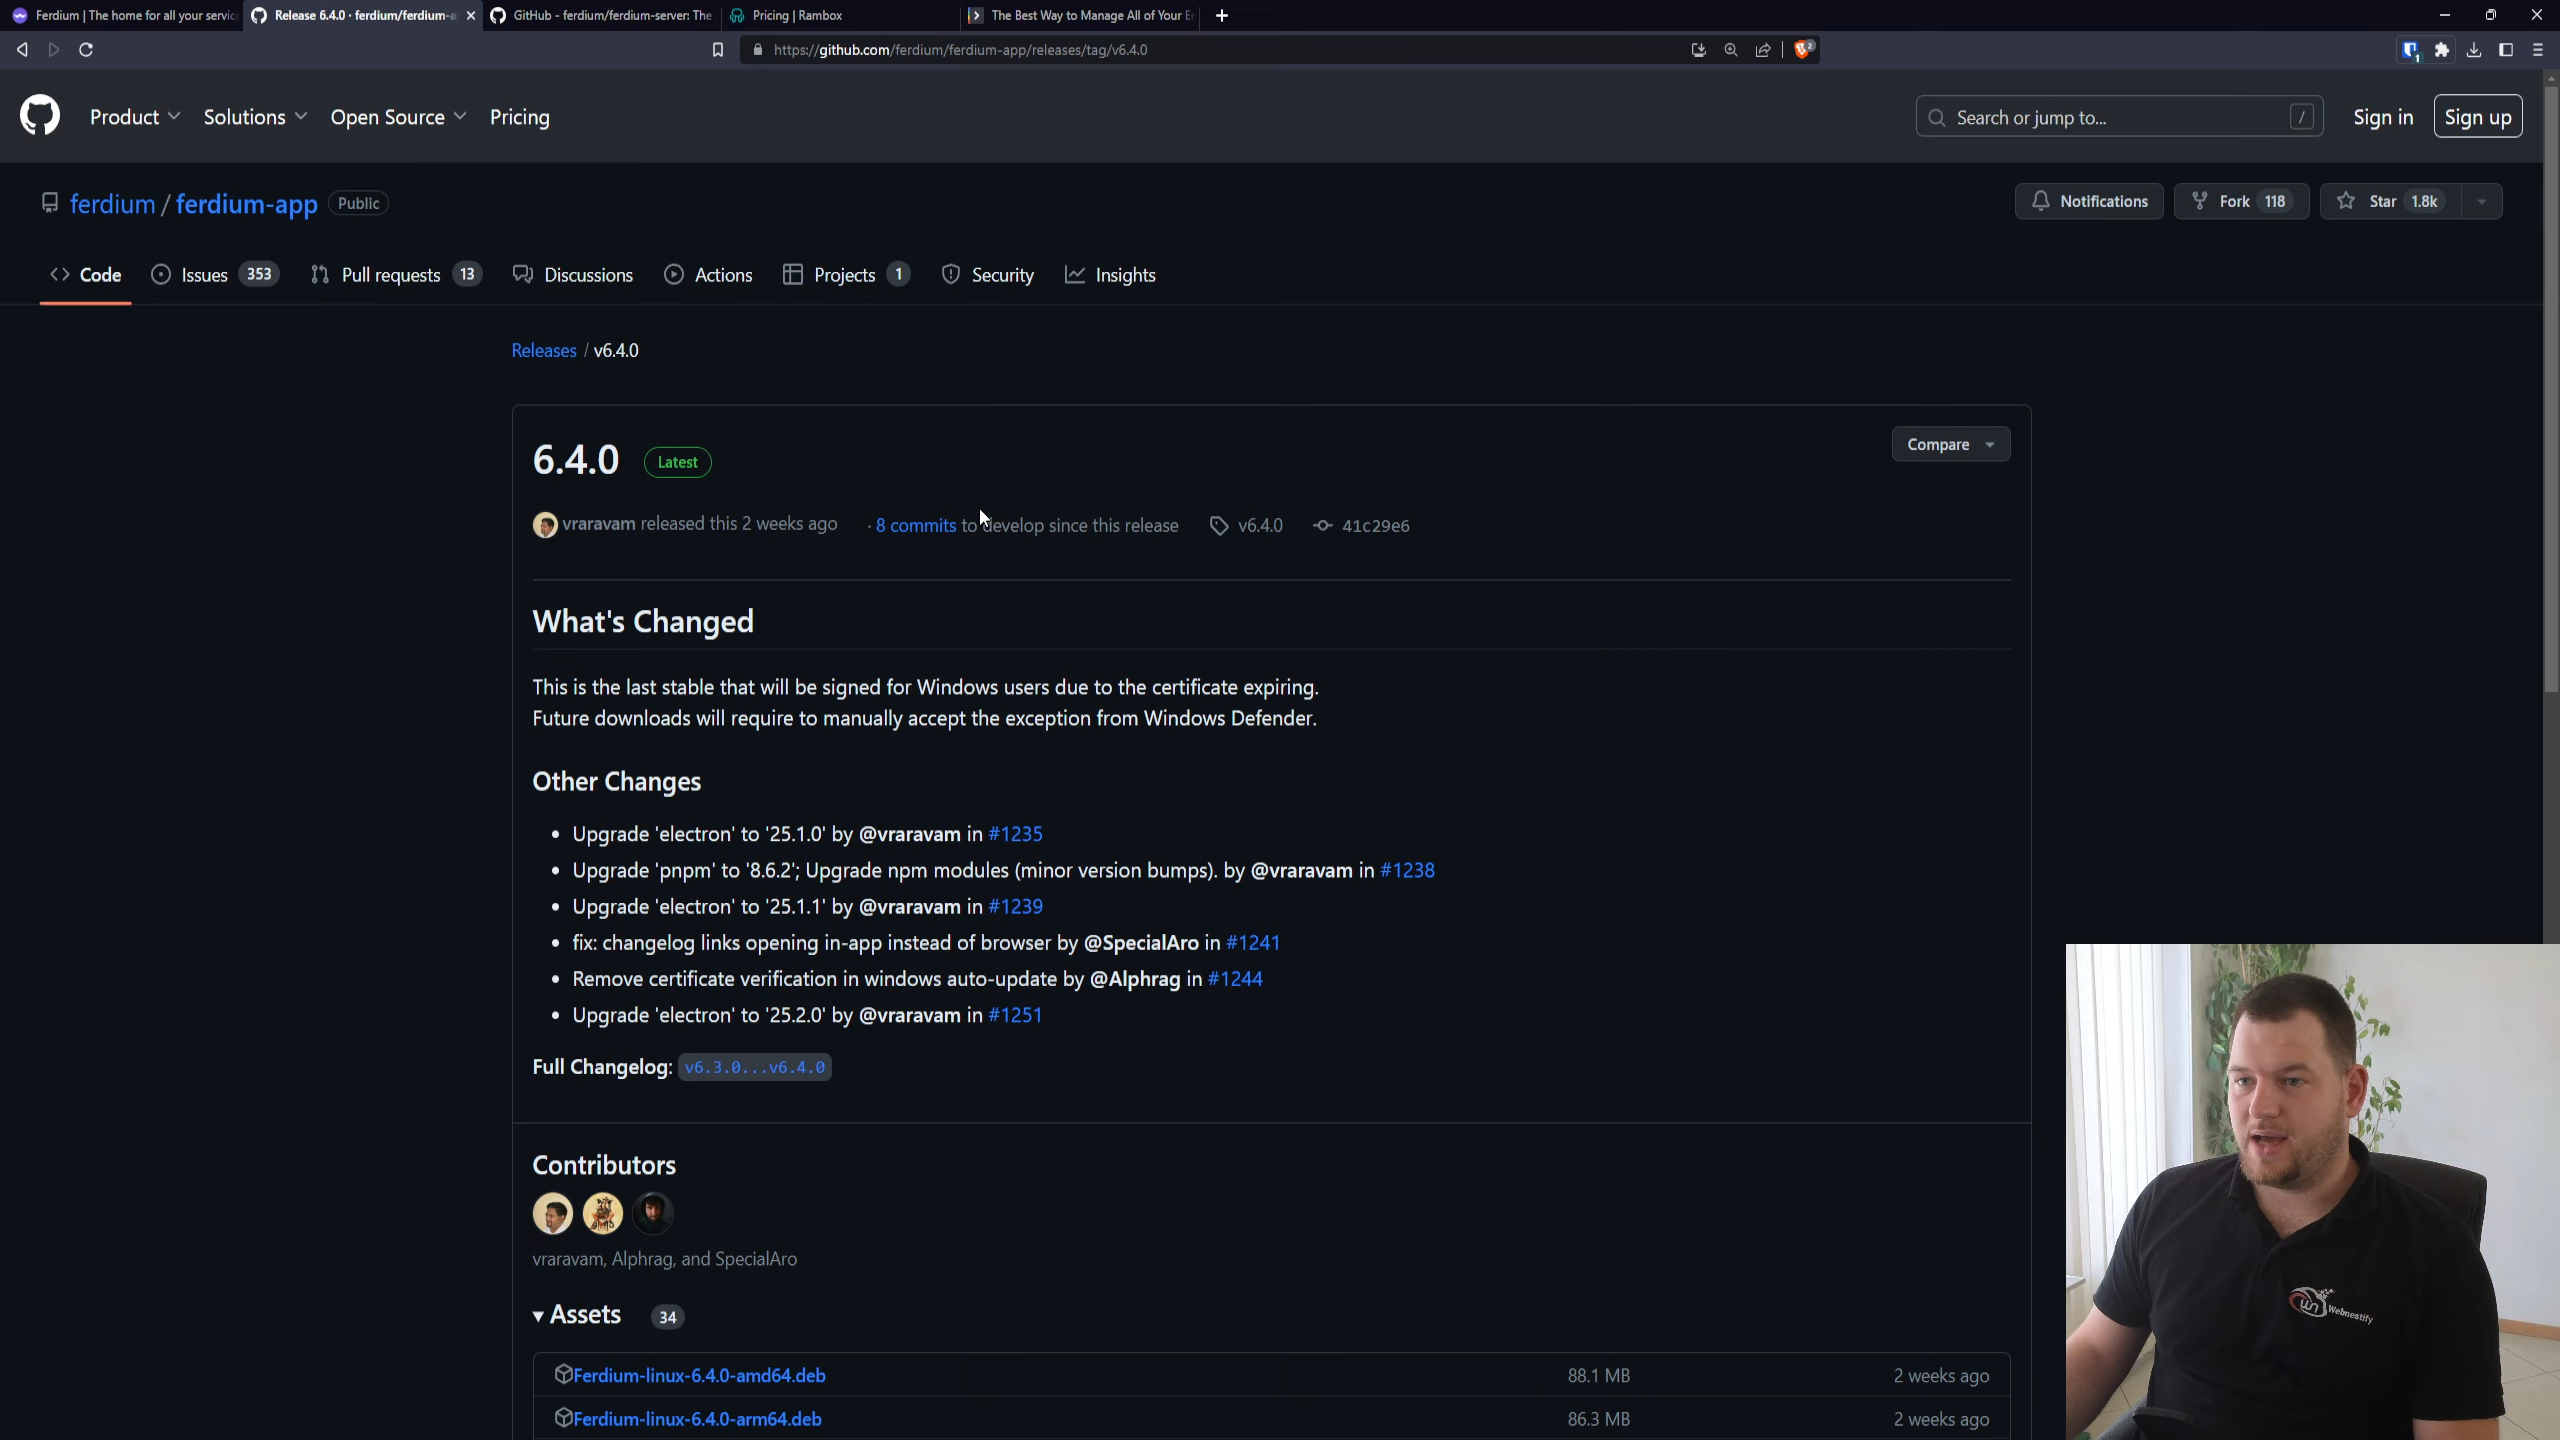 Ferdium | The home for all your servic
Release 6.4.0 · ferdium/ferdium-a
GitHub - ferdium/ferdium-server: The
Pricing | Rambox
The Best Way to Manage All of Your E
https://github.com/ferdium/ferdium-app/releases/tag/v6.4.0
2
1
Product
Solutions
Open Source
Pricing
Search or jump to...
/
Sign in
Sign up
ferdium / ferdium-app
Public
Notifications
Fork 118
Star 1.8k
Code
Issues 353
Pull requests 13
Discussions
Actions
Projects 1
Security
Insights
Releases / v6.4.0
6.4.0
Latest
Compare
vraravam released this 2 weeks ago
· 8 commits to develop since this release
v6.4.0
41c29e6
What's Changed
This is the last stable that will be signed for Windows users due to the certificate expiring.
Future downloads will require to manually accept the exception from Windows Defender.
Other Changes
• Upgrade 'electron' to '25.1.0' by @vraravam in #1235
• Upgrade 'pnpm' to '8.6.2'; Upgrade npm modules (minor version bumps). by @vraravam in #1238
• Upgrade 'electron' to '25.1.1' by @vraravam in #1239
• fix: changelog links opening in-app instead of browser by @SpecialAro in #1241
• Remove certificate verification in windows auto-update by @Alphrag in #1244
• Upgrade 'electron' to '25.2.0' by @vraravam in #1251
Full Changelog: v6.3.0...v6.4.0
Contributors
vraravam, Alphrag, and SpecialAro
Assets 34
Ferdium-linux-6.4.0-amd64.deb
88.1 MB
2 weeks ago
Ferdium-linux-6.4.0-arm64.deb
86.3 MB
2 weeks ago
Webnestify